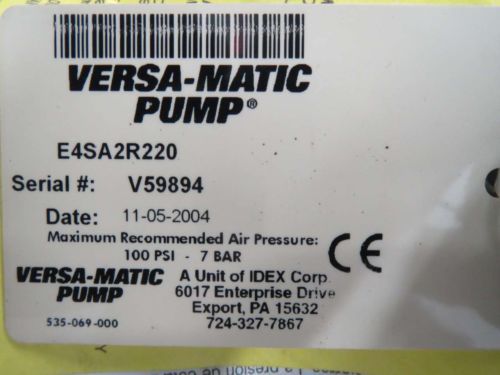 VERSA-MATIC
PUMP®
E4SA2R220
Serial #: V59894
Date: 11-05-2004
Maximum Recommended Air Pressure:
100 PSI - 7 BAR
CE
VERSA-MATIC
PUMP
A Unit of IDEX Corp.
6017 Enterprise Drive
Export, PA 15632
724-327-7867
535-069-000